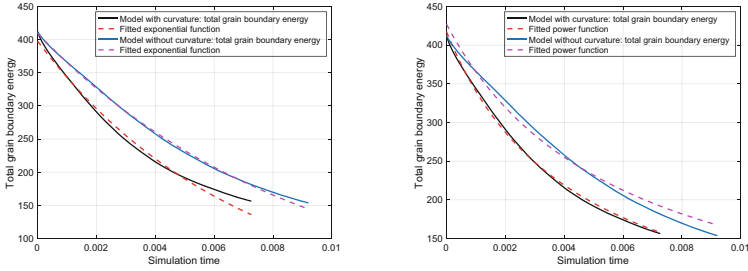 450
400
350
300
250
200
150
100
Total grain boundary energy
Model with curvature: total grain boundary energy
Fitted exponential function
Model without curvature: total grain boundary energy
Fitted exponential function
0
0.002
0.004
0.006
0.008
0.01
Simulation time
450
400
350
300
250
200
150
Total grain boundary energy
Model with curvature: total grain boundary energy
Fitted power function
Model without curvature: total grain boundary energy
Fitted power function
0
0.002
0.004
0.006
0.008
0.01
Simulation time